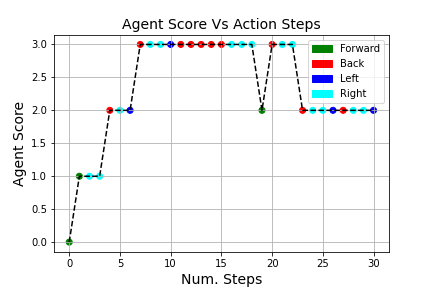 Agent Score Vs Action Steps
3.0
2.5
2.0
1.5
1.0
0.5
0.0
Agent Score
Forward
Back
Left
Right
0 5 10 15 20 25 30
Num. Steps